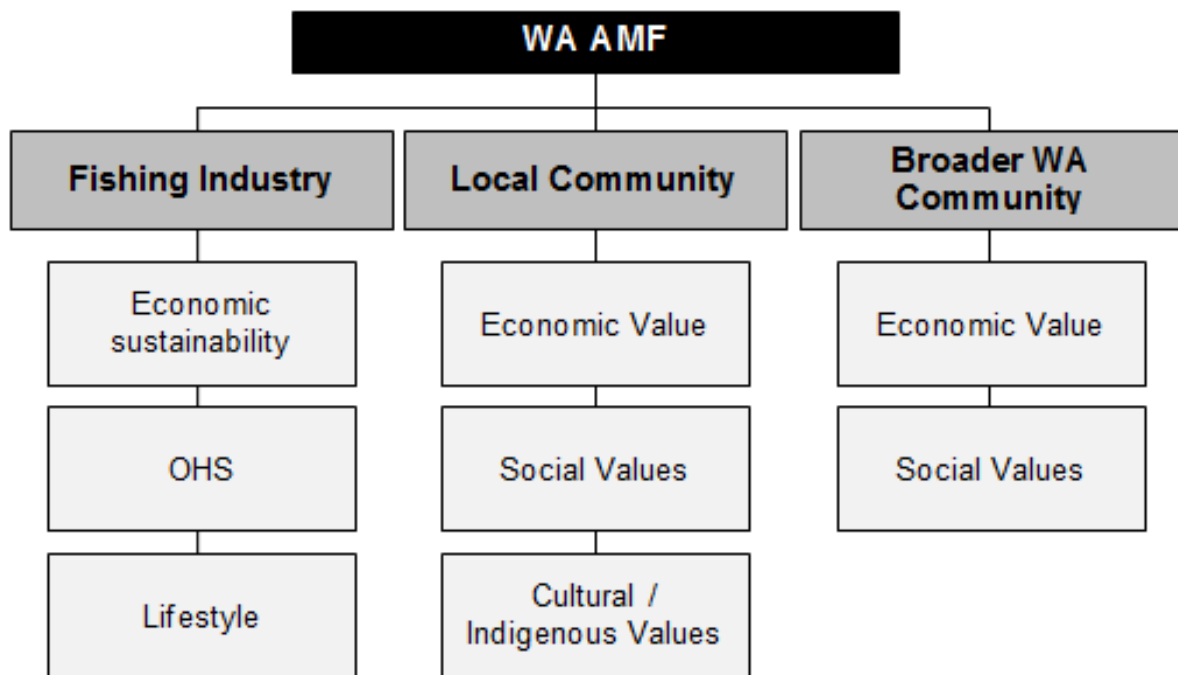 WA AMF
Fishing Industry
Local Community
Broader WA
Community
Economic
sustainability
Economic Value
Economic Value
OHS
Social Values
Social Values
Lifestyle
Cultural /
Indigenous Values